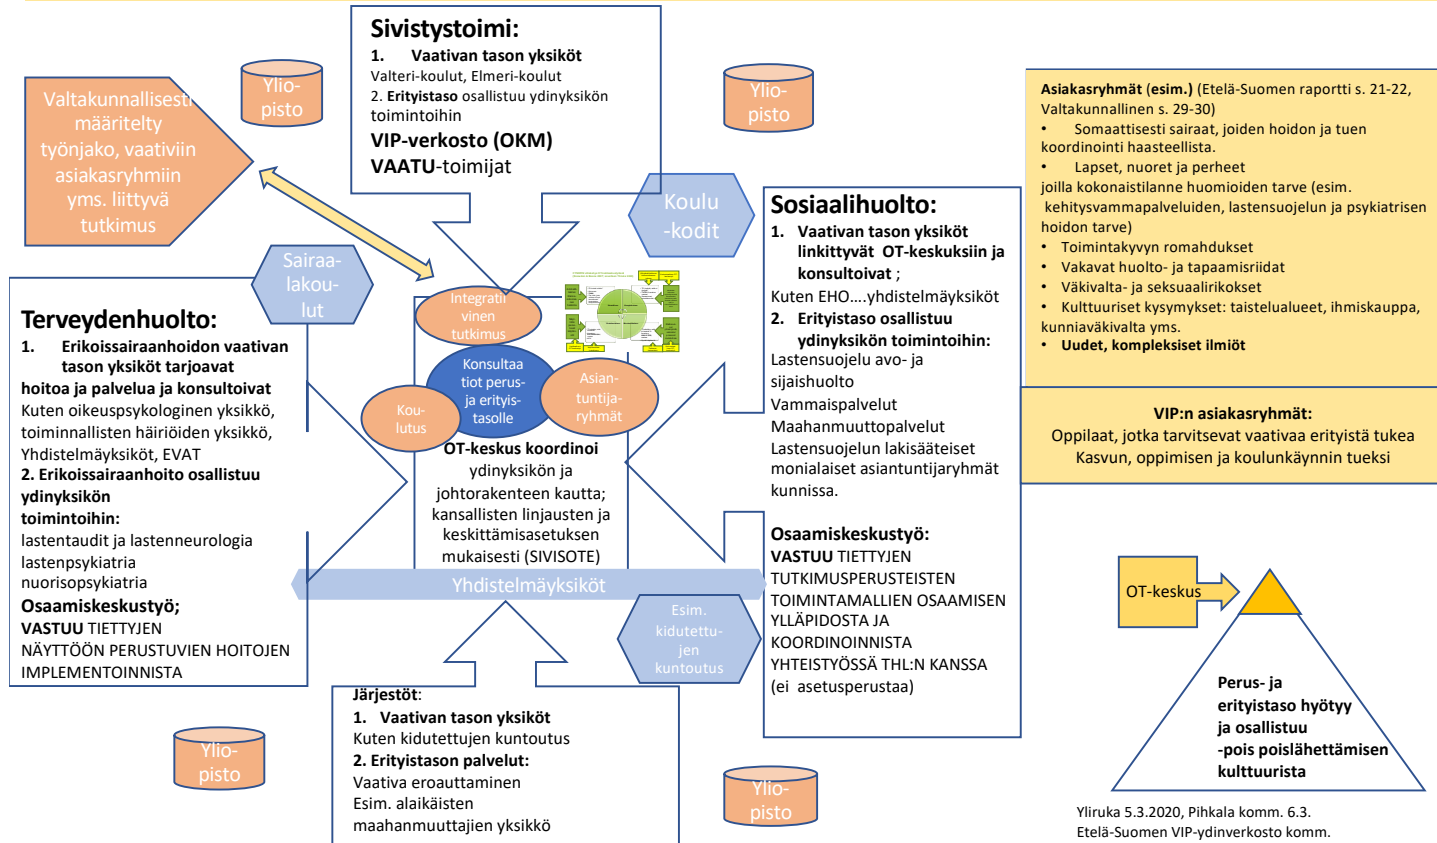 Sivistystoimi:
1. Vaativan tason yksiköt
Valteri-koulut, Elmeri-koulut
2. Erityistaso osallistuu ydinyksikön
toimintoihin
VIP-verkosto (OKM)
VAATU-toimijat
Ylio-
pisto
Ylio-
pisto
Valtakunnallisesti
määritelty
työnjako, vaativiin
asiakasryhmiin
yms. liittyvä
tutkimus
Koulu
-kodit
Sairaa-
lakou-
lut
Terveydenhuolto:
1. Erikoissairaanhoidon vaativan
tason yksiköt tarjoavat
hoitoa ja palvelua ja konsultoivat
Kuten oikeuspsykologinen yksikkö,
toiminnallisten häiriöiden yksikkö,
Yhdistelmäyksiköt, EVAT
2. Erikoissairaanhoito osallistuu
ydinyksikön
toimintoihin:
lastentaudit ja lastenneurologia
lastenpsykiatria
nuorisopsykiatria
Osaamiskeskustyö;
VASTUU TIETTYJEN
NÄYTTÖÖN PERUSTUVIEN HOITOJEN
IMPLEMENTOINNISTA
Integratii
vinen
tutkimus
Konsultaa
tiot perus-
ja erityis-
tasolle
Asian-
tuntija-
ryhmät
Kou-
lutus
OT-keskus koordinoi
ydinyksikön ja
johtorakenteen kautta;
kansallisten linjausten ja
keskittämisasetuksen
mukaisesti (SIVISOTE)
Yhdistelmäyksiköt
Sosiaalihuolto:
1. Vaativan tason yksiköt
linkittyvät OT-keskuksiin ja
konsultoivat ;
Kuten EHO....yhdistelmäyksiköt
2. Erityistaso osallistuu
ydinyksikön toimintoihin:
Lastensuojelu avo- ja
sijaishuolto
Vammaispalvelut
Maahanmuuttopalvelut
Lastensuojelun lakisääteiset
monialaiset asiantuntijaryhmät
kunnissa.
Osaamiskeskustyö:
VASTUU TIETTYJEN
TUTKIMUSPERUSTEISTEN
TOIMINTAMALLIEN OSAAMISEN
YLLÄPIDOSTA JA
KOORDINOINNISTA
YHTEISTYÖSSÄ THL:N KANSSA
(ei asetusperustaa)
Esim.
kidutettu-
jen
kuntoutus
Järjestöt:
1. Vaativan tason yksiköt
Kuten kidutettujen kuntoutus
2. Erityistason palvelut:
Vaativa eroauttaminen
Esim. alaikäisten
maahanmuuttajien yksikkö
Ylio-
pisto
Ylio-
pisto
Asiakasryhmät (esim.) (Etelä-Suomen raportti s. 21-22,
Valtakunnallinen s. 29-30)
• Somaattisesti sairaat, joiden hoidon ja tuen
koordinointi haasteellista.
• Lapset, nuoret ja perheet
joilla kokonaistilanne huomioiden tarve (esim.
kehitysvammapalveluiden, lastensuojelun ja psykiatrisen
hoidon tarve)
• Toimintakyvyn romahdukset
• Vakavat huolto- ja tapaamisriidat
• Väkivalta- ja seksuaalirikokset
• Kulttuuriset kysymykset: taistelualueet, ihmiskauppa,
kunniaväkivalta yms.
• Uudet, kompleksiset ilmiöt
VIP:n asiakasryhmät:
Oppilaat, jotka tarvitsevat vaativaa erityistä tukea
Kasvun, oppimisen ja koulunkäynnin tueksi
OT-keskus
Perus- ja
erityistaso hyötyy
ja osallistuu
-pois poislähettämisen
kulttuurista
Yliruka 5.3.2020, Pihkala komm. 6.3.
Etelä-Suomen VIP-ydinverkosto komm.